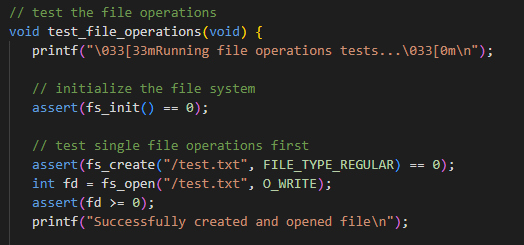 // test the file operations
void test_file_operations(void) {
printf("\033[33mRunning file operations tests...\033[0m\n");
// initialize the file system
assert(fs_init() == 0);
// test single file operations first
assert(fs_create("/test.txt", FILE_TYPE_REGULAR) == 0);
int fd = fs_open("/test.txt", O_WRITE);
assert(fd >= 0);
printf("Successfully created and opened file\n");